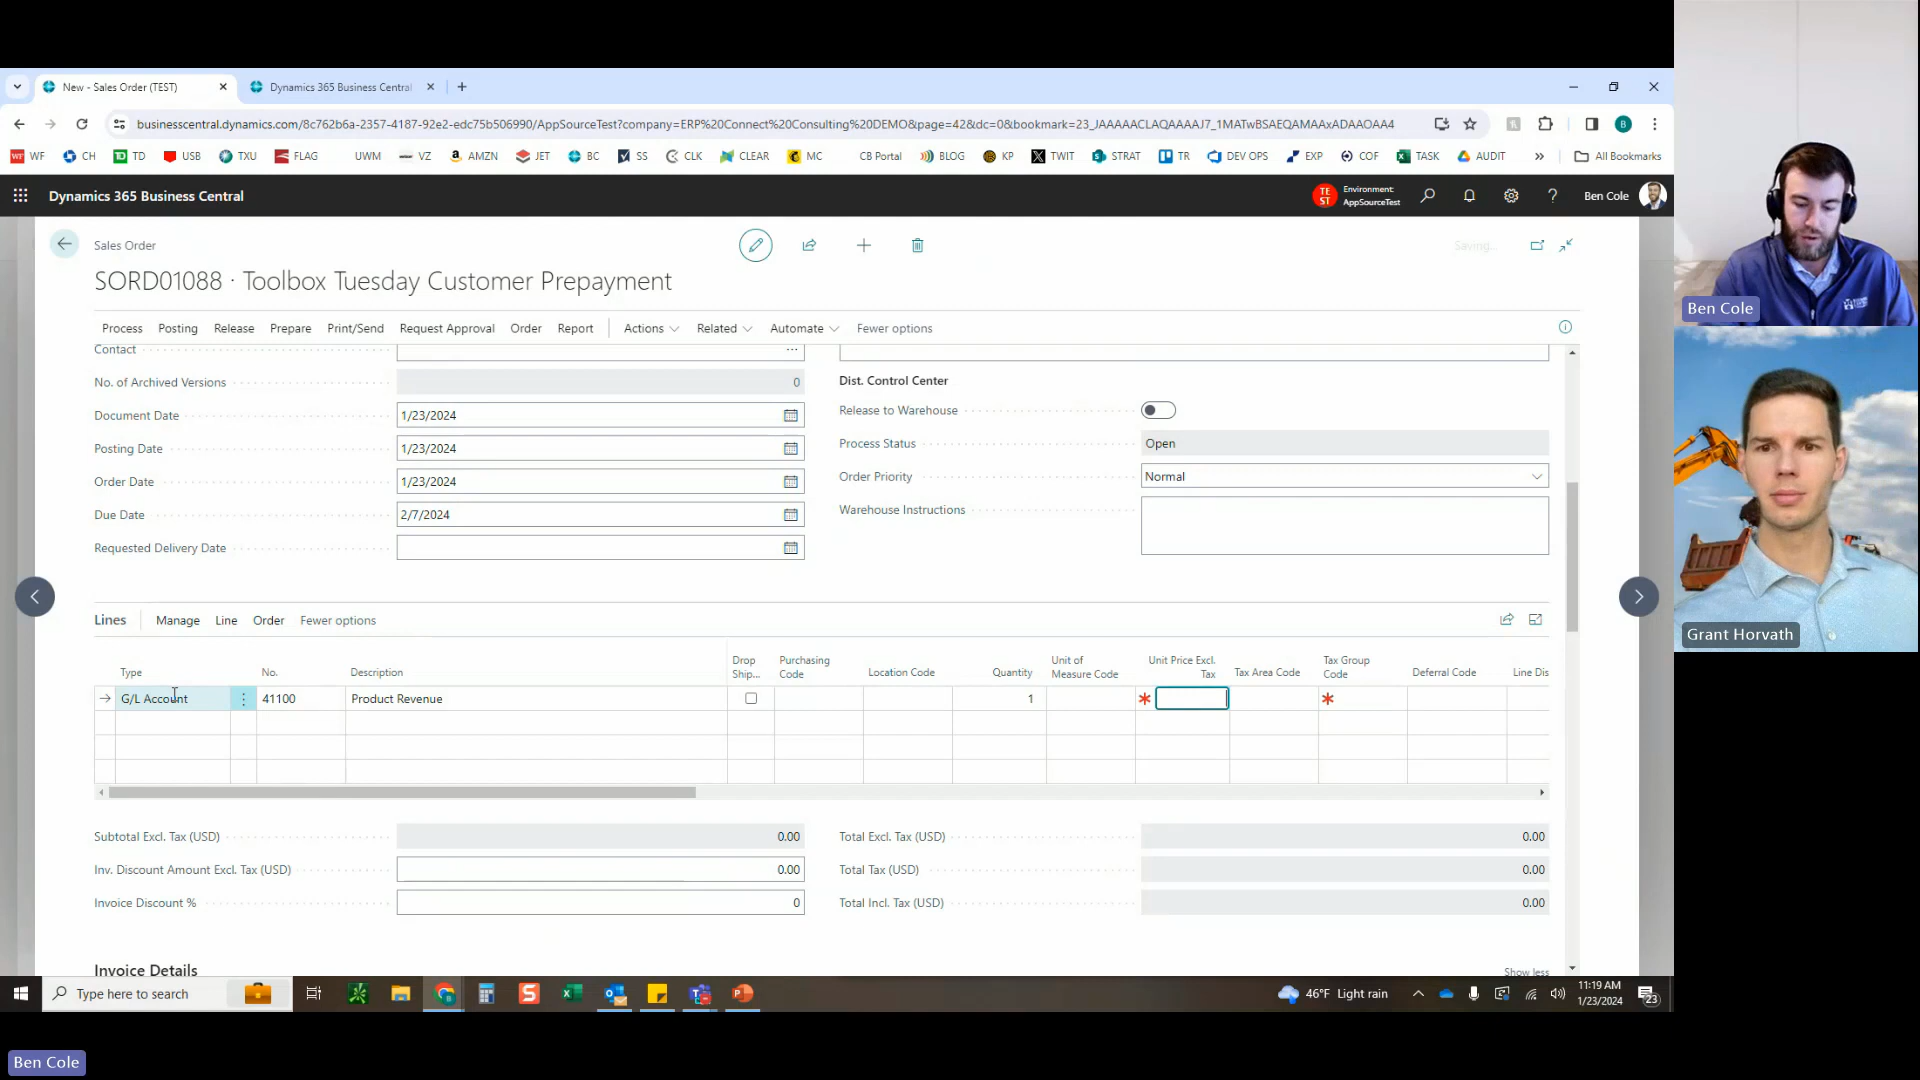 New - Sales Order (TEST)
Dynamics 365 Business Central
businesscentral.dynamics.com/8c762b6a-2357-4187-92e2-edc75b506990/AppSourceTest?company=ERP%20Connect%20Consulting%20DEMO&page=42&dc=0&bookmark=23_JAAAAACLAQAAAAJ7_1MATwBSAEQAMAAxADAAOAA4
B
WF CH TD USB TXU FLAG UWM VZ AMZN JET BC SS CLK CLEAR MC CB Portal BLOG KP TWIT STRAT TR DEV OPS EXP COF TASK AUDIT » All Bookmarks
Dynamics 365 Business Central
TE ST
Environment:
AppSourceTest
Ben Cole
Sales Order
Saving...
SORD01088 · Toolbox Tuesday Customer Prepayment
Process Posting Release Prepare Print/Send Request Approval Order Report Actions Related Automate Fewer options
Contact
No. of Archived Versions 0
Document Date 1/23/2024
Posting Date 1/23/2024
Order Date 1/23/2024
Due Date 2/7/2024
Requested Delivery Date
Dist. Control Center
Release to Warehouse
Process Status Open
Order Priority Normal
Warehouse Instructions
Lines Manage Line Order Fewer options
Type No. Description Drop Ship... Purchasing Code Location Code Quantity Unit of Measure Code Unit Price Excl. Tax Tax Area Code Tax Group Code Deferral Code Line Dis
G/L Account 41100 Product Revenue 1
Subtotal Excl. Tax (USD) 0.00
Inv. Discount Amount Excl. Tax (USD) 0.00
Invoice Discount % 0
Total Excl. Tax (USD) 0.00
Total Tax (USD) 0.00
Total Incl. Tax (USD) 0.00
Invoice Details
Show less
Type here to search
46°F Light rain
11:19 AM
1/23/2024
23
Ben Cole
Grant Horvath
Ben Cole